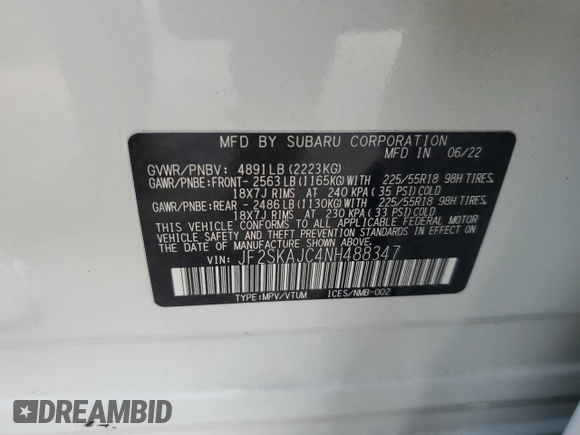 MFD BY SUBARU CORPORATION
MFD IN 06/22
GVWR/PNBV: 4891LB (2223KG)
GAWR/PNBE:FRONT- 2563LB (1165KG)WITH 225/55R18 98H TIRES,
18X7J RIMS AT 240 KPA (35 PSI)COLD
GAWR/PNBE:REAR - 2486LB (1130KG)WITH 225/55R18 98H TIRES,
18X7J RIMS AT 230 KPA (33 PSI)COLD
THIS VEHICLE CONFORMS TO ALL APPLICABLE FEDERAL MOTOR
VEHICLE SAFETY AND THEFT PREVENTION STANDARDS IN EFFECT ON
THE DATE OF MANUFACTURE SHOWN ABOVE.
VIN: JF2SKAJC4NH488347
TYPE:MPV/VTUM ICES/NMB-002
DREAMBID